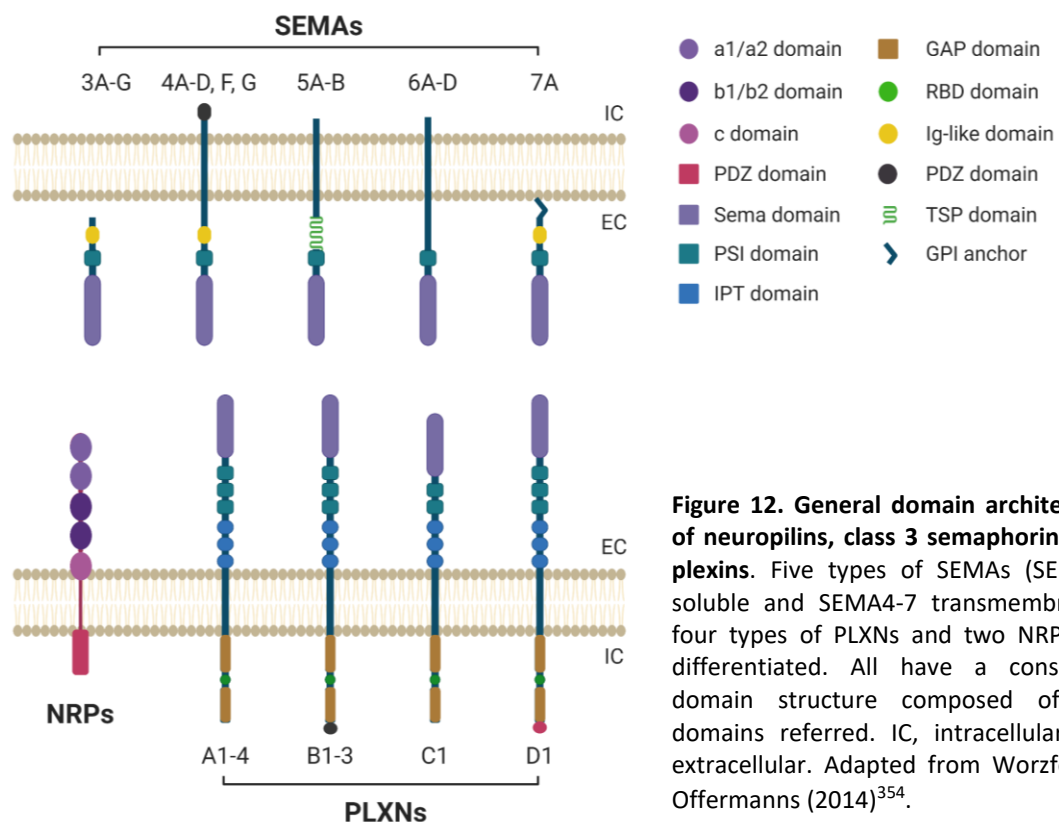 SEMAs
3A-G 4A-D, F, G 5A-B 6A-D 7A
IC
EC
a1/a2 domain
b1/b2 domain
c domain
PDZ domain
Sema domain
PSI domain
IPT domain
GAP domain
RBD domain
Ig-like domain
PDZ domain
TSP domain
GPI anchor
EC
IC
NRPs
A1-4 B1-3 C1 D1
PLXNs
Figure 12. General domain archite
of neuropilins, class 3 semaphorin
plexins. Five types of SEMAs (SE
soluble and SEMA4-7 transmembr
four types of PLXNs and two NRP
differentiated. All have a cons
domain structure composed of
domains referred. IC, intracellular
extracellular. Adapted from Worzf
Offermanns (2014)354.